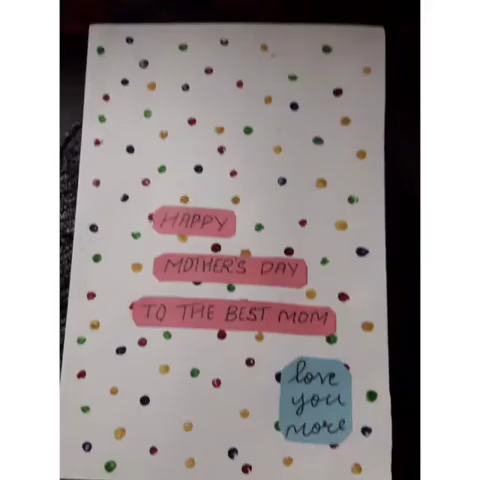 HAPPY
MOTHER'S DAY
TO THE BEST MOM
love
you
more